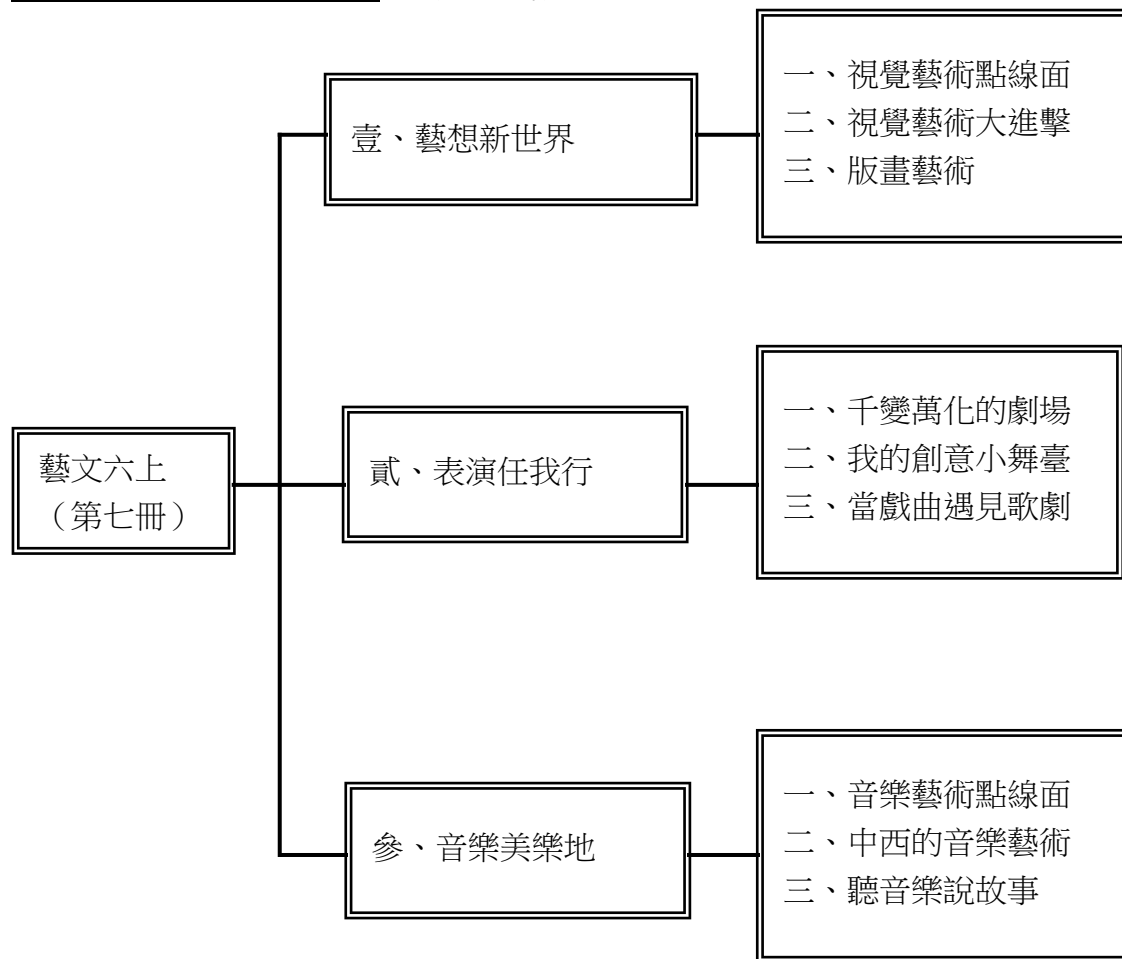 藝文六上
（第七冊）
壹、藝想新世界
一、視覺藝術點線面
二、視覺藝術大進擊
三、版畫藝術
貳、表演任我行
一、千變萬化的劇場
二、我的創意小舞臺
三、當戲曲遇見歌劇
參、音樂美樂地
一、音樂藝術點線面
二、中西的音樂藝術
三、聽音樂說故事